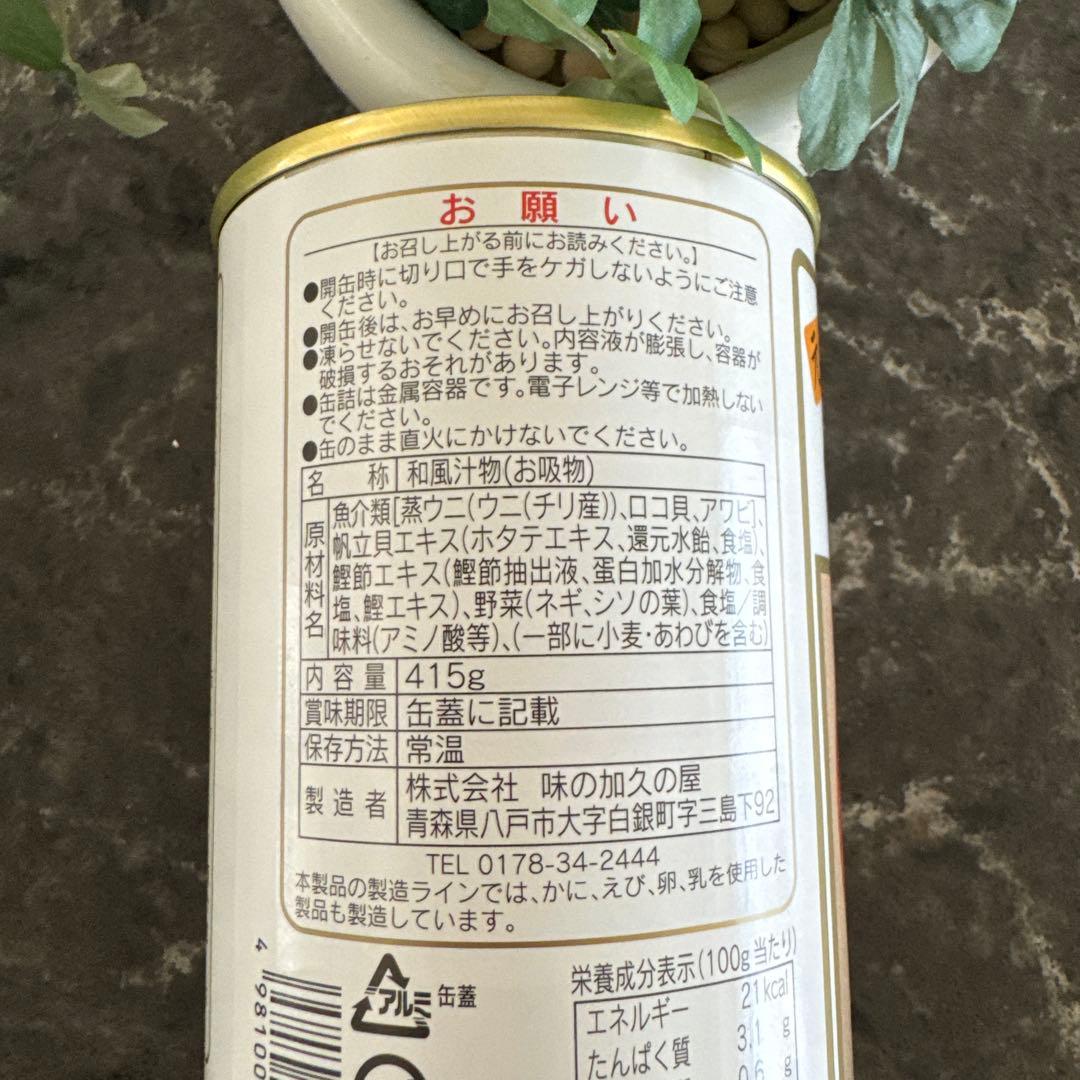 お願い
【お召し上がる前にお読みください。】
●開缶時に切り口で手をケガしないようにご注意
ください。
●開缶後は、お早めにお召し上がりください。
●凍らせないでください。内容液が膨張し、容器が
破損するおそれがあります。
●缶詰は金属容器です。電子レンジ等で加熱しない
でください。
●缶のまま直火にかけないでください。
名称 和風汁物(お吸物)
原材料名 魚介類[蒸ウニ(ウニ(チリ産))、ロコ貝、アワビ]、
帆立貝エキス(ホタテエキス、還元水飴、食塩)、
鰹節エキス(鰹節抽出液、蛋白加水分解物、食
塩、鰹エキス)、野菜(ネギ、シソの葉)、食塩/調
味料(アミノ酸等)、(一部に小麦・あわびを含む)
内容量 415g
賞味期限 缶蓋に記載
保存方法 常温
製造者 株式会社 味の加久の屋
青森県八戸市大字白銀町字三島下92
TEL 0178-34-2444
本製品の製造ラインでは、かに、えび、卵、乳を使用した
製品も製造しています。
栄養成分表示(100g当たり)
エネルギー 21kcal
たんぱく質 3.1g
0.6g
アルミ 缶蓋
4 98100